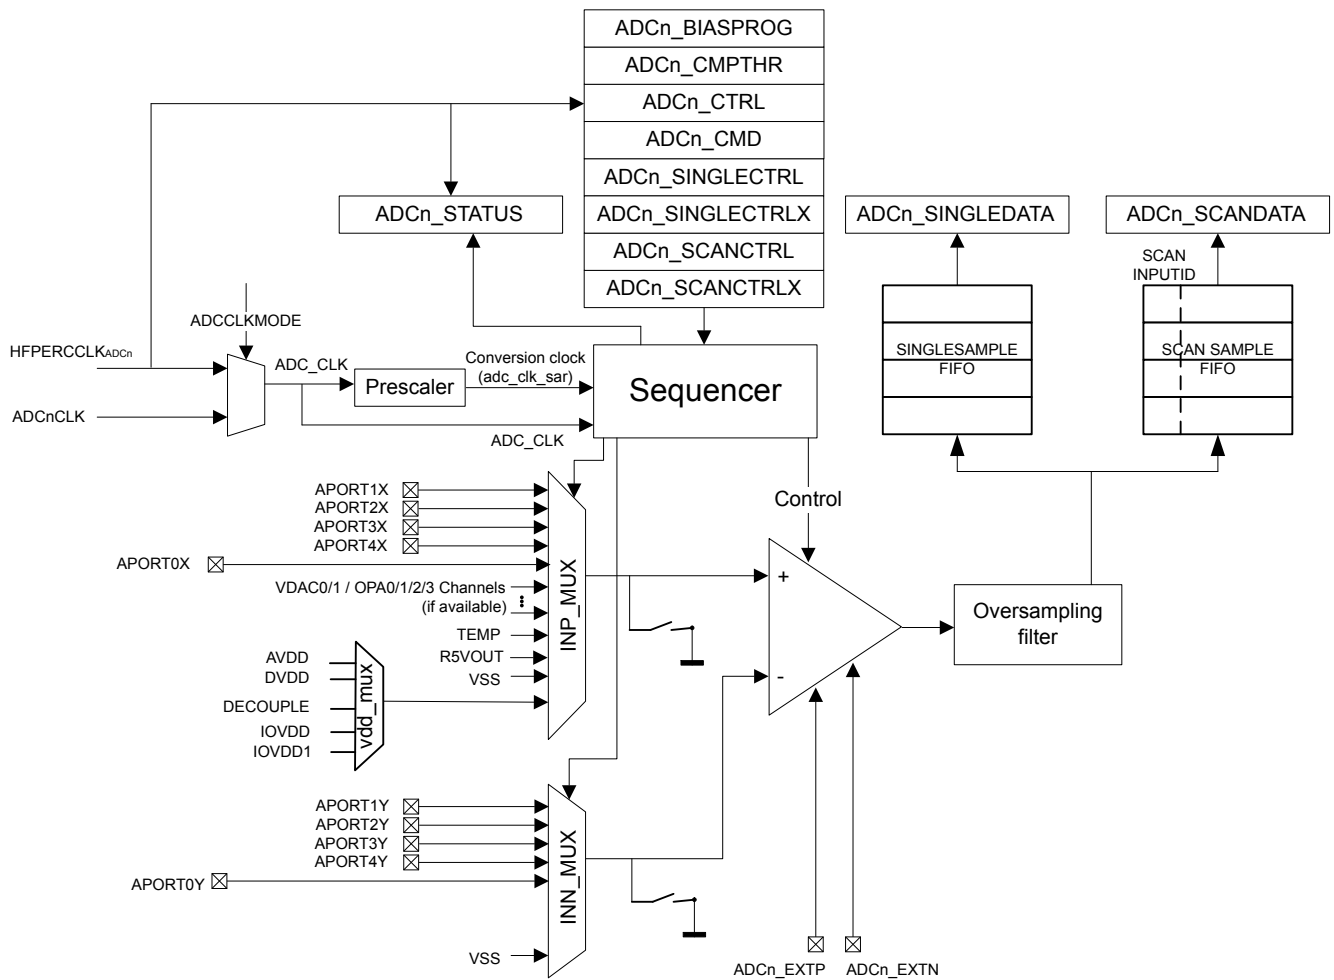 ADCn_BIASPROG
ADCn_CMPTHR
ADCn_CTRL
ADCn_CMD
ADCn_SINGLECTRL
ADCn_SINGLECTRLX
ADCn_SCANCTRL
ADCn_SCANCTRLX
ADCn_STATUS
ADCn_SINGLEDATA
ADCn_SCANDATA
SCAN
INPUTID
SINGLESAMPLE
FIFO
SCAN SAMPLE
FIFO
ADCCLKMODE
HFPERCCLKADCn
ADCnCLK
ADC_CLK
Prescaler
Conversion clock
(adc_clk_sar)
Sequencer
ADC_CLK
Control
APORT1X
APORT2X
APORT3X
APORT4X
APORT0X
VDAC0/1 / OPA0/1/2/3 Channels
(if available)
TEMP
R5VOUT
VSS
INP_MUX
AVDD
DVDD
DECOUPLE
IOVDD
IOVDD1
vdd_mux
+
-
Oversampling
filter
APORT1Y
APORT2Y
APORT3Y
APORT4Y
APORT0Y
VSS
INN_MUX
ADCn_EXTP
ADCn_EXTN